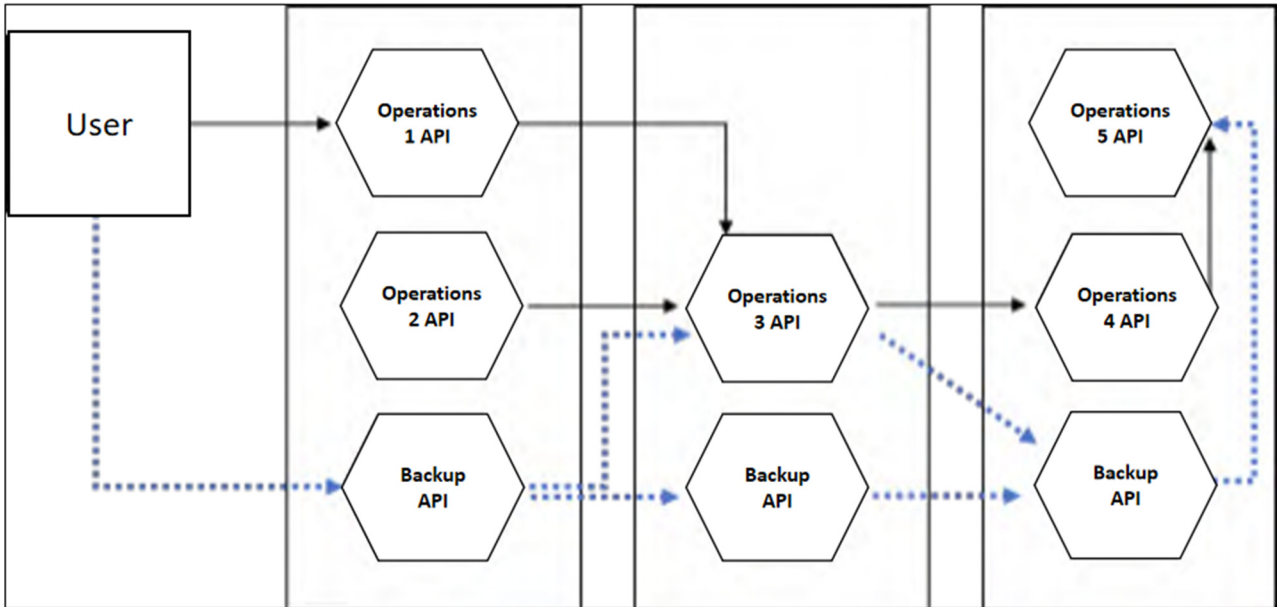 User
Operations
1 API
Operations
5 API
Operations
2 API
Operations
3 API
Operations
4 API
Backup
API
Backup
API
Backup
API